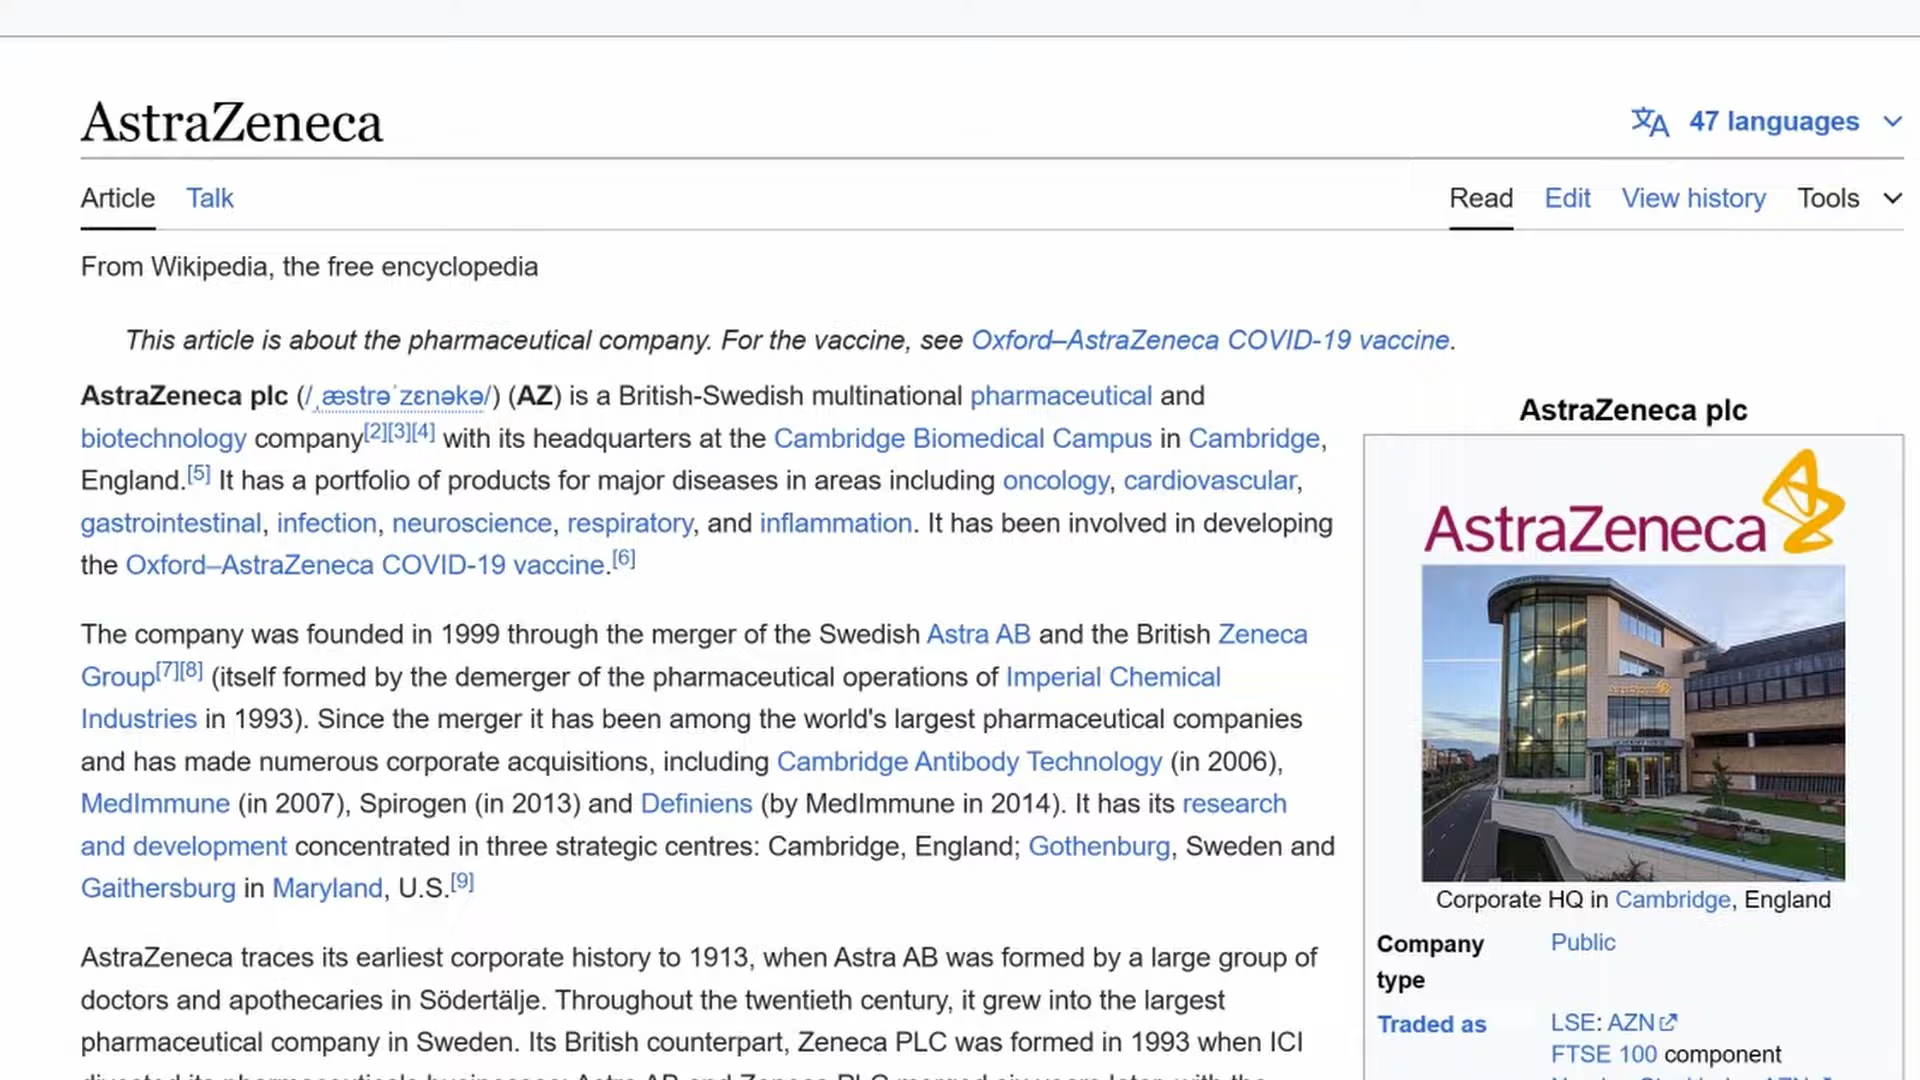 AstraZeneca
47 languages
Article Talk
Read Edit View history Tools
From Wikipedia, the free encyclopedia
This article is about the pharmaceutical company. For the vaccine, see Oxford–AstraZeneca COVID-19 vaccine.
AstraZeneca plc (/ˌæstrəˈzɛnəkə/) (AZ) is a British-Swedish multinational pharmaceutical and
biotechnology company[2][3][4] with its headquarters at the Cambridge Biomedical Campus in Cambridge,
England.[5] It has a portfolio of products for major diseases in areas including oncology, cardiovascular,
gastrointestinal, infection, neuroscience, respiratory, and inflammation. It has been involved in developing
the Oxford–AstraZeneca COVID-19 vaccine.[6]
The company was founded in 1999 through the merger of the Swedish Astra AB and the British Zeneca
Group[7][8] (itself formed by the demerger of the pharmaceutical operations of Imperial Chemical
Industries in 1993). Since the merger it has been among the world's largest pharmaceutical companies
and has made numerous corporate acquisitions, including Cambridge Antibody Technology (in 2006),
MedImmune (in 2007), Spirogen (in 2013) and Definiens (by MedImmune in 2014). It has its research
and development concentrated in three strategic centres: Cambridge, England; Gothenburg, Sweden and
Gaithersburg in Maryland, U.S.[9]
AstraZeneca traces its earliest corporate history to 1913, when Astra AB was formed by a large group of
doctors and apothecaries in Södertälje. Throughout the twentieth century, it grew into the largest
pharmaceutical company in Sweden. Its British counterpart, Zeneca PLC was formed in 1993 when ICI
AstraZeneca plc
AstraZeneca
Corporate HQ in Cambridge, England
Company Public
type
Traded as LSE: AZN
FTSE 100 component